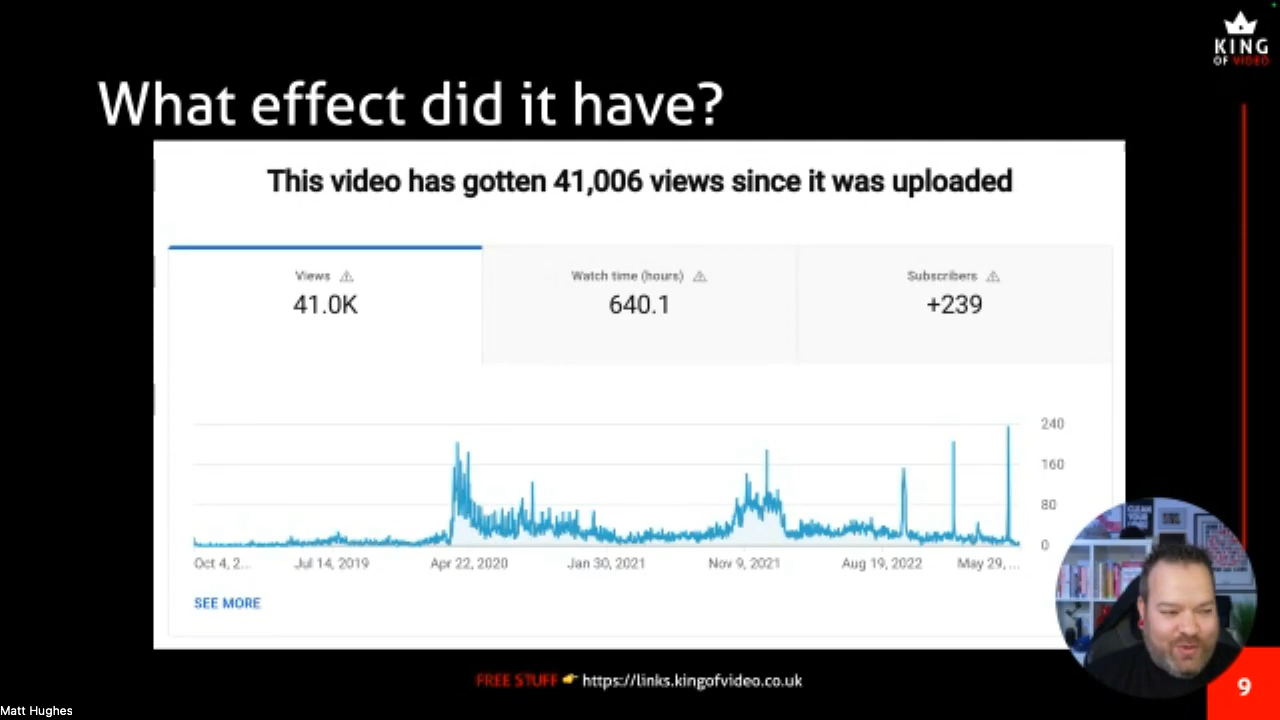 KING
OF VIDEO
What effect did it have?
This video has gotten 41,006 views since it was uploaded
Views
41.0K
Watch time (hours)
640.1
Subscribers
+239
240
160
80
0
Oct 4, 2... Jul 14, 2019 Apr 22, 2020 Jan 30, 2021 Nov 9, 2021 Aug 19, 2022 May 29, ...
SEE MORE
FREE STUFF 👉 https://links.kingofvideo.co.uk
9
Matt Hughes